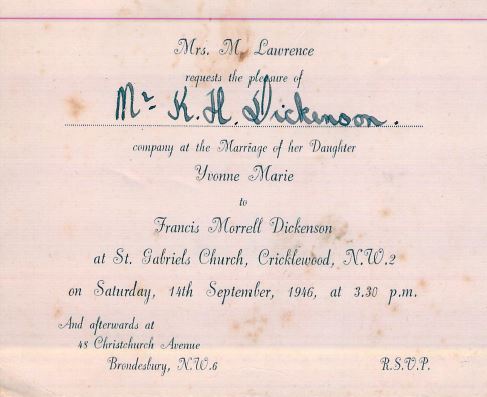 Mrs. M. Lawrence
requests the pleasure of
Mr. K. H. Dickenson.
company at the Marriage of her Daughter
Yvonne Marie
to
Francis Morrell Dickenson
at St. Gabriels Church, Cricklewood, N.W.2
on Saturday, 14th September, 1946, at 3.30 p.m.
And afterwards at
48 Christchurch Avenue
Brondesbury, N.W.6
R.S.V.P.